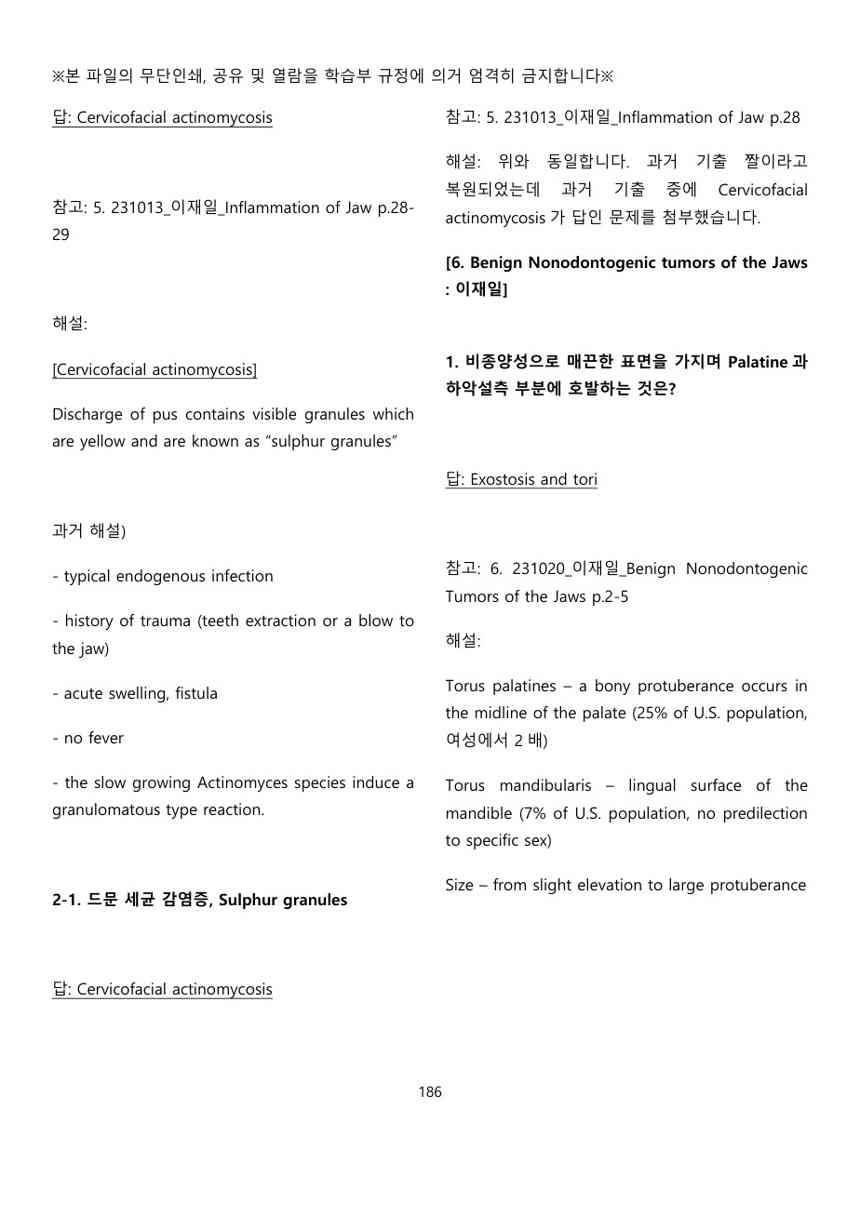 ※본 파일의 무단인쇄, 공유 및 열람을 학습부 규정에 의거 엄격히 금지합니다※
답: Cervicofacial actinomycosis
참고: 5. 231013_이재일_Inflammation of Jaw p.28-
29
해설:
[Cervicofacial actinomycosis]
Discharge of pus contains visible granules which
are yellow and are known as “sulphur granules”
과거 해설)
- typical endogenous infection
- history of trauma (teeth extraction or a blow to
the jaw)
- acute swelling, fistula
- no fever
- the slow growing Actinomyces species induce a
granulomatous type reaction.
2-1. 드문 세균 감염증, Sulphur granules
답: Cervicofacial actinomycosis
참고: 5. 231013_이재일_Inflammation of Jaw p.28
해설: 위와 동일합니다. 과거 기출 짤이라고
복원되었는데 과거 기출 중에 Cervicofacial
actinomycosis 가 답인 문제를 첨부했습니다.
[6. Benign Nonodontogenic tumors of the Jaws
: 이재일]
1. 비종양성으로 매끈한 표면을 가지며 Palatine 과
하악설측 부분에 호발하는 것은?
답: Exostosis and tori
참고: 6. 231020_이재일_Benign Nonodontogenic
Tumors of the Jaws p.2-5
해설:
Torus palatines – a bony protuberance occurs in
the midline of the palate (25% of U.S. population,
여성에서 2 배)
Torus mandibularis – lingual surface of the
mandible (7% of U.S. population, no predilection
to specific sex)
Size – from slight elevation to large protuberance
186